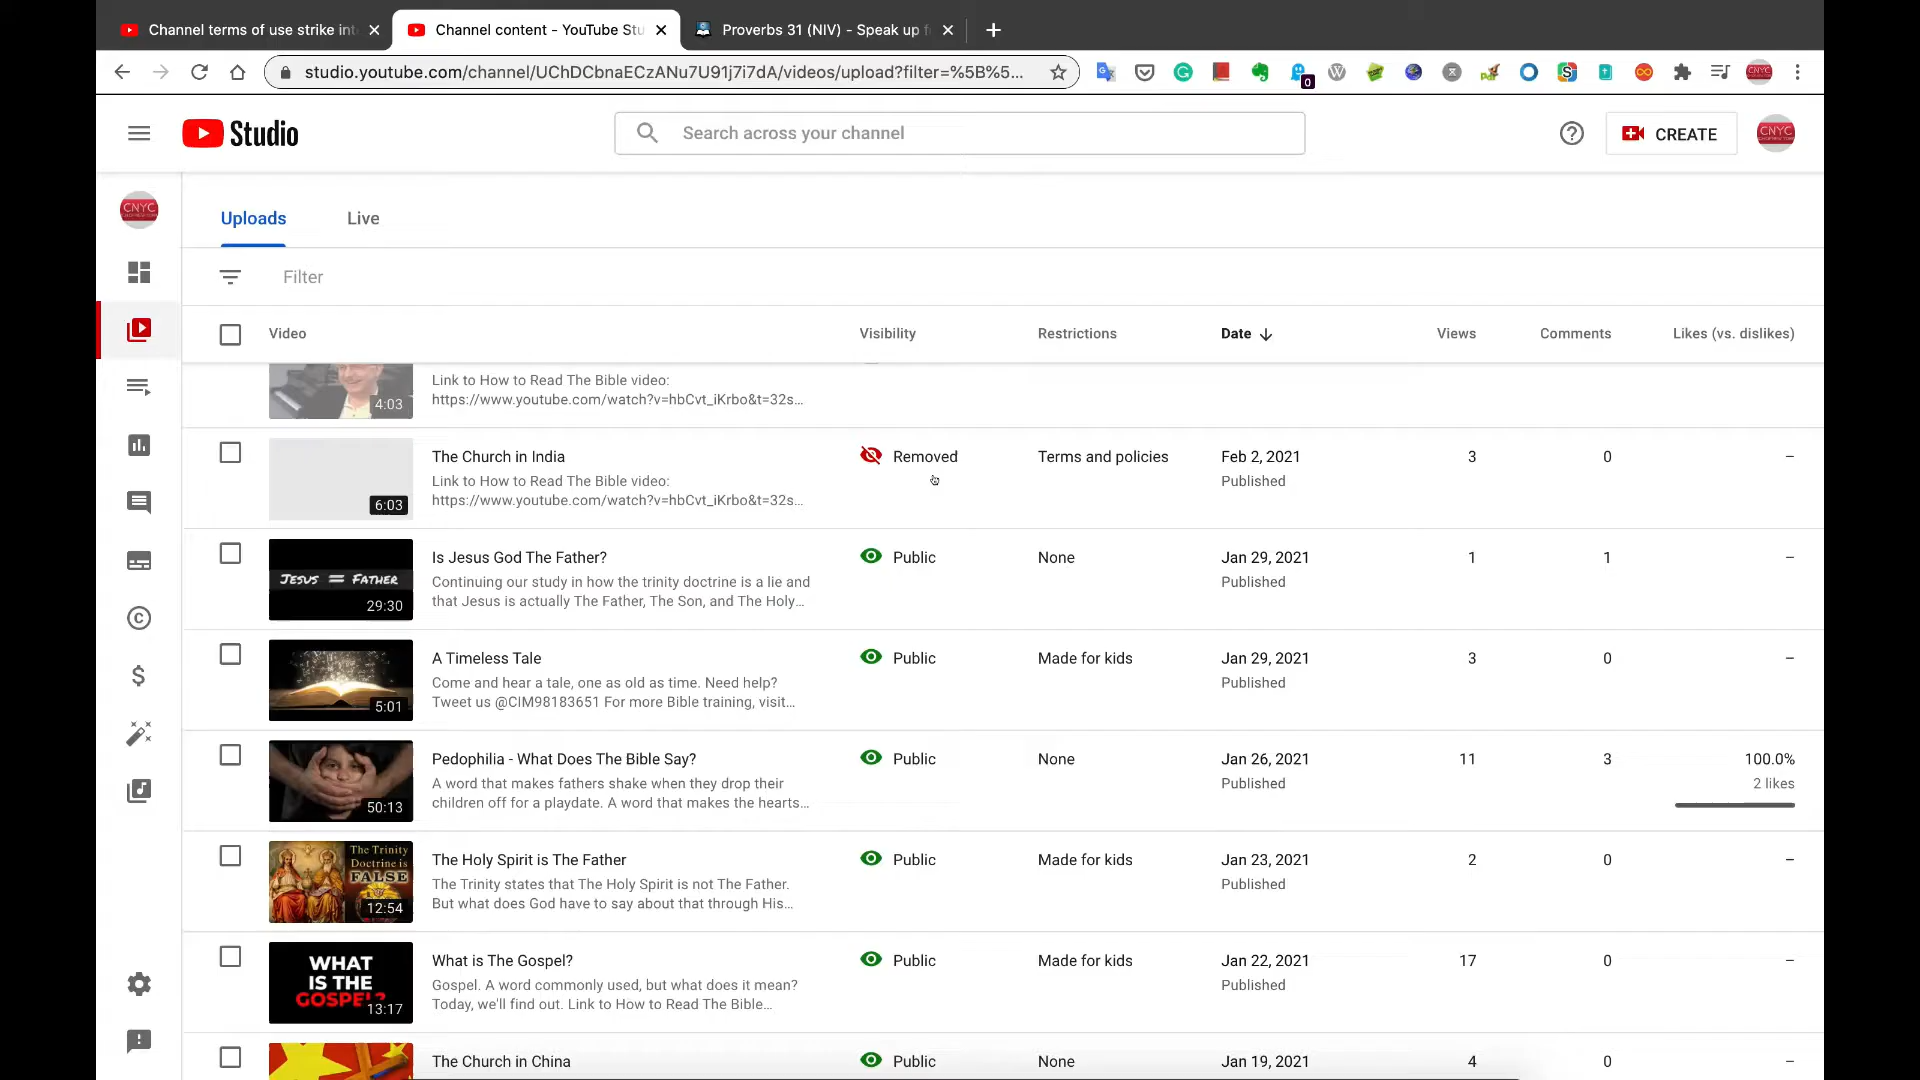 Channel terms of use strike int
Channel content - YouTube Stu
Proverbs 31 (NIV) - Speak up f
studio.youtube.com/channel/UChDCbnaECzANu7U91j7i7dA/videos/upload?filter=%5B%5...
0
Studio
Search across your channel
CREATE
CNYC
CNYC
Uploads
Live
Filter
Video
Visibility
Restrictions
Date
Views
Comments
Likes (vs. dislikes)
4:03
Link to How to Read The Bible video:
https://www.youtube.com/watch?v=hbCvt_iKrbo&t=32s...
6:03
The Church in India
Link to How to Read The Bible video:
https://www.youtube.com/watch?v=hbCvt_iKrbo&t=32s...
Removed
Terms and policies
Feb 2, 2021
Published
3
0
–
JESUS = FATHER
29:30
Is Jesus God The Father?
Continuing our study in how the trinity doctrine is a lie and
that Jesus is actually The Father, The Son, and The Holy...
Public
None
Jan 29, 2021
Published
1
1
–
5:01
A Timeless Tale
Come and hear a tale, one as old as time. Need help?
Tweet us @CIM98183651 For more Bible training, visit...
Public
Made for kids
Jan 29, 2021
Published
3
0
–
50:13
Pedophilia - What Does The Bible Say?
A word that makes fathers shake when they drop their
children off for a playdate. A word that makes the hearts...
Public
None
Jan 26, 2021
Published
11
3
100.0%
2 likes
The Trinity
Doctrine is
FALSE
12:54
The Holy Spirit is The Father
The Trinity states that The Holy Spirit is not The Father.
But what does God have to say about that through His...
Public
Made for kids
Jan 23, 2021
Published
2
0
–
WHAT
IS THE
GOSPEL?
13:17
What is The Gospel?
Gospel. A word commonly used, but what does it mean?
Today, we'll find out. Link to How to Read The Bible...
Public
Made for kids
Jan 22, 2021
Published
17
0
–
The Church in China
Public
None
Jan 19, 2021
4
0
–